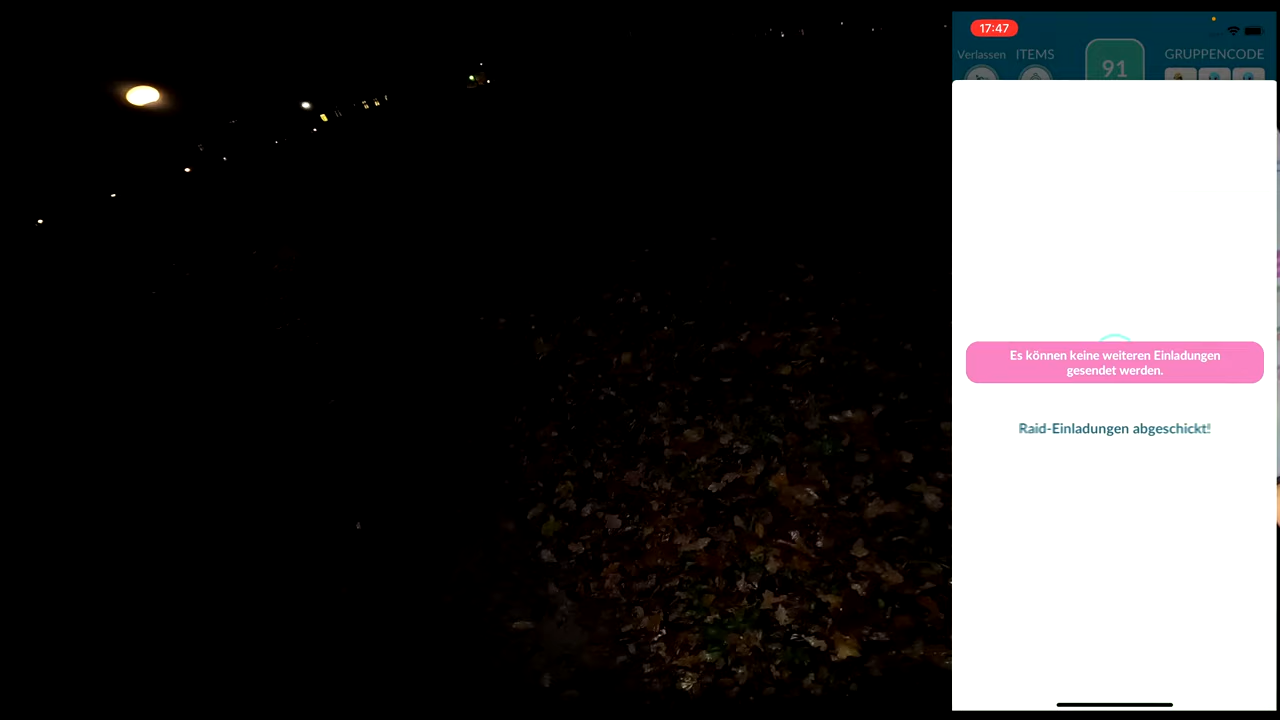 17:47
Verlassen ITEMS
91
GRUPPENCODE
Es können keine weiteren Einladungen
gesendet werden.
Raid-Einladungen abgeschickt!